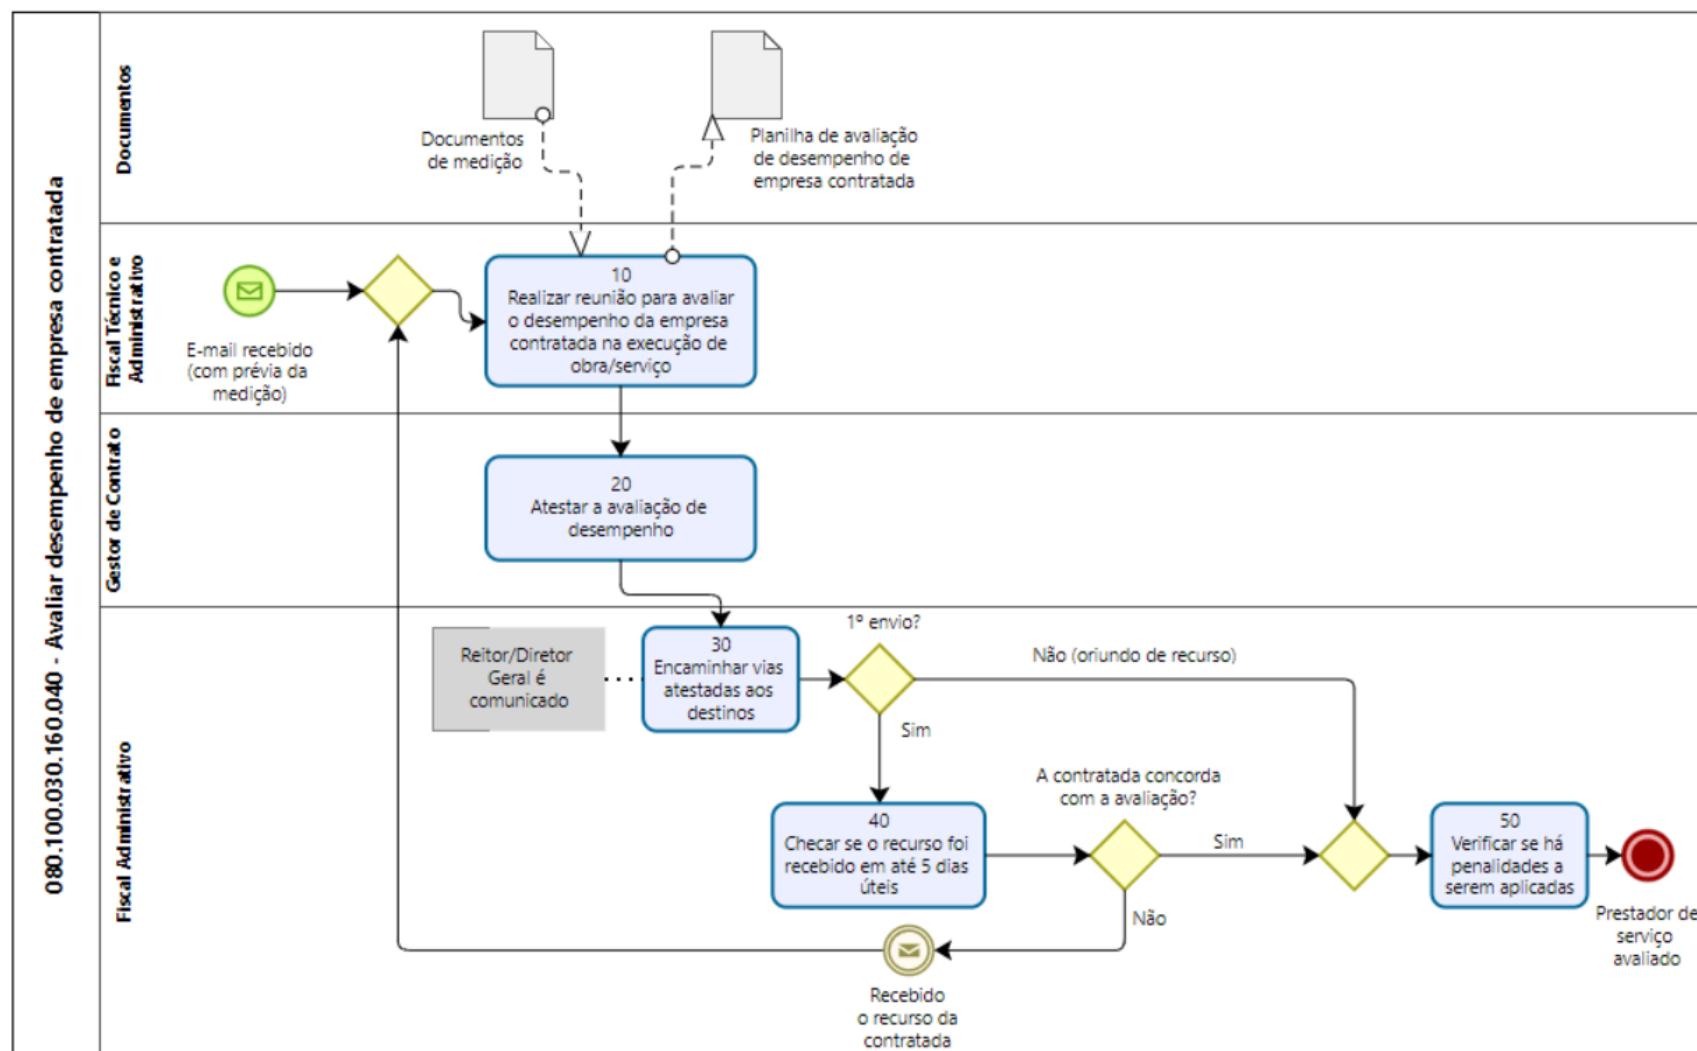 080.100.030.160.040 - Avaliar desempenho de empresa contratada
Documentos
Documentos
de medição
Planilha de avaliação
de desempenho de
empresa contratada
Fiscal Técnico e
Administrativo
E-mail recebido
(com prévia da
medição)
10
Realizar reunião para avaliar
o desempenho da empresa
contratada na execução de
obra/serviço
Gestor de Contrato
20
Atestar a avaliação de
desempenho
Fiscal Administrativo
Reitor/Diretor
Geral é
comunicado
30
Encaminhar vias
atestadas aos
destinos
1º envio?
Não (oriundo de recurso)
Sim
40
Checar se o recurso foi
recebido em até 5 dias
úteis
A contratada concorda
com a avaliação?
Sim
Não
Recebido
o recurso da
contratada
50
Verificar se há
penalidades a
serem aplicadas
Prestador de
serviço
avaliado